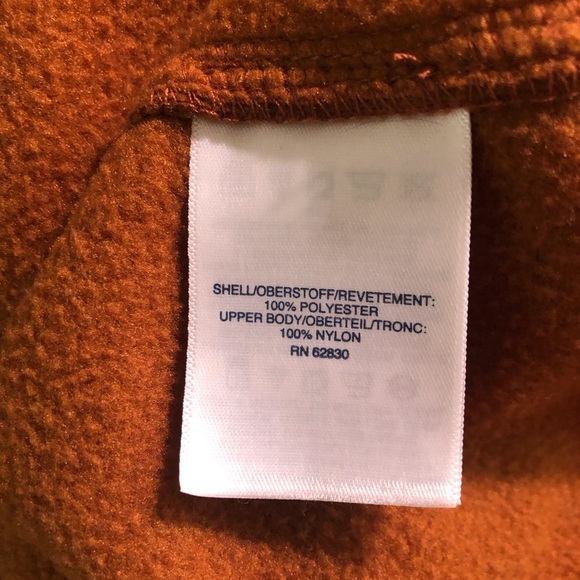 SHELL/OBERSTOFF/REVETEMENT:
100% POLYESTER
UPPER BODY/OBERTEIL/TRONC:
100% NYLON
RN 62830